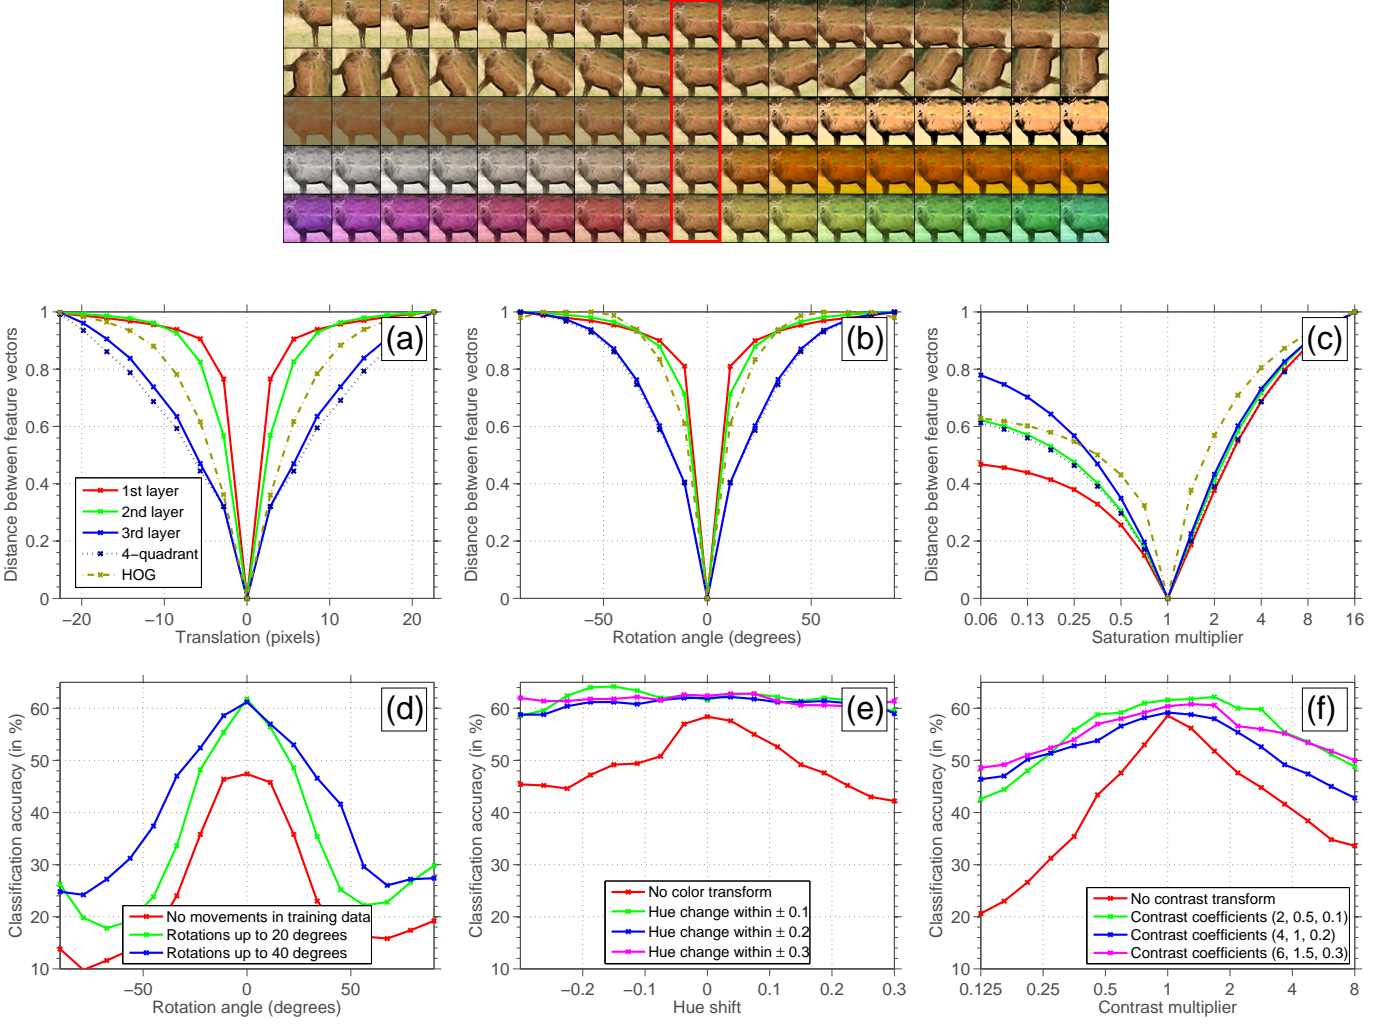 (a)
Distance between feature vectors
1
0.8
0.6
0.4
0.2
0
−20
−10
0
10
20
Translation (pixels)
1st layer
2nd layer
3rd layer
4−quadrant
HOG
(b)
Distance between feature vectors
1
0.8
0.6
0.4
0.2
0
−50
0
50
Rotation angle (degrees)
(c)
Distance between feature vectors
1
0.8
0.6
0.4
0.2
0
0.06
0.13
0.25
0.5
1
2
4
8
16
Saturation multiplier
(d)
Classification accuracy (in %)
60
50
40
30
20
10
−50
0
50
Rotation angle (degrees)
No movements in training data
Rotations up to 20 degrees
Rotations up to 40 degrees
(e)
Classification accuracy (in %)
60
50
40
30
20
10
−0.2
−0.1
0
0.1
0.2
0.3
Hue shift
No color transform
Hue change within ± 0.1
Hue change within ± 0.2
Hue change within ± 0.3
(f)
Classification accuracy (in %)
60
50
40
30
20
10
0.125
0.25
0.5
1
2
4
8
Contrast multiplier
No contrast transform
Contrast coefficients (2, 0.5, 0.1)
Contrast coefficients (4, 1, 0.2)
Contrast coefficients (6, 1.5, 0.3)